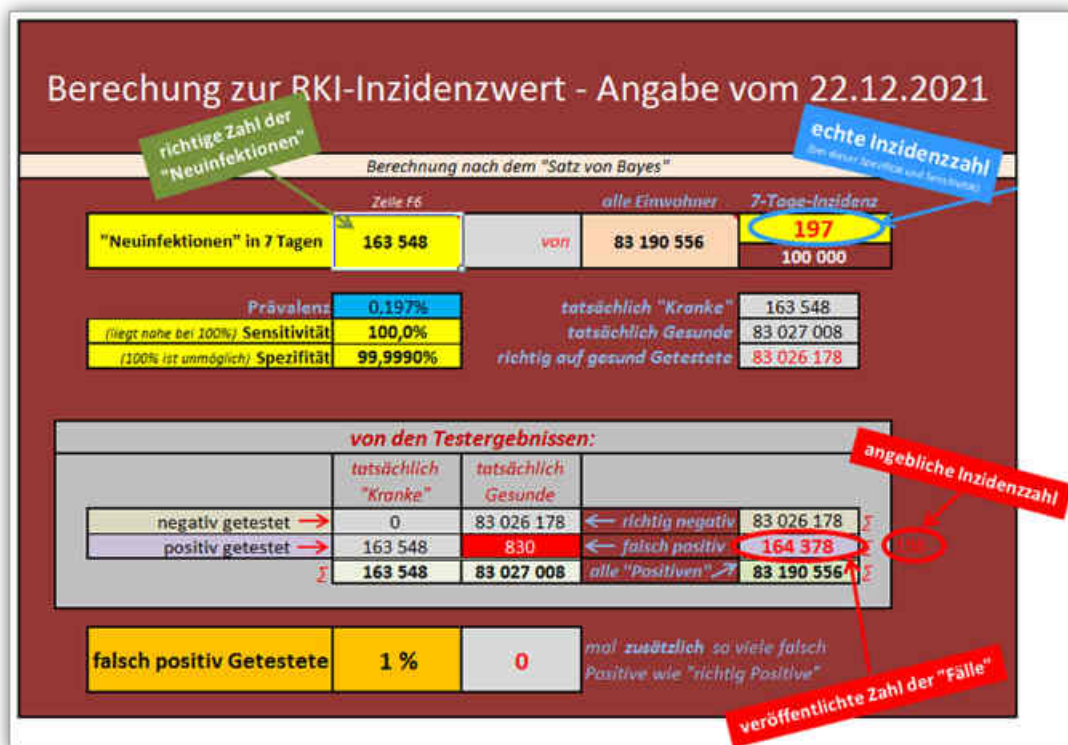 Berechung zur RKI-Inzidenzwert - Angabe vom 22.12.2021
richtige Zahl der
"Neuinfektionen"
echte Inzidenzzahl
(bei dieser Spezifität und Sensitivität)
Berechnung nach dem "Satz von Bayes"
Zeile F6 alle Einwohner 7-Tage-Inzidenz
"Neuinfektionen" in 7 Tagen 163 548 von 83 190 556 197
100 000
Prävalenz 0,197% tatsächlich "Kranke" 163 548
(liegt nahe bei 100%) Sensitivität 100,0% tatsächlich Gesunde 83 027 008
(100% ist unmöglich) Spezifität 99,9990% richtig auf gesund Getestete 83 026 178
von den Testergebnissen:
angebliche Inzidenzzahl
tatsächlich tatsächlich
"Kranke" Gesunde
negativ getestet → 0 83 026 178 ← richtig negativ 83 026 178 Σ
positiv getestet → 163 548 830 ← falsch positiv 164 378 Σ
Σ 163 548 83 027 008 alle "Positiven" ↗ 83 190 556 Σ
falsch positiv Getestete 1 % 0
mal zusätzlich so viele falsch
Positive wie "richtig Positive"
veröffentlichte Zahl der "Fälle"